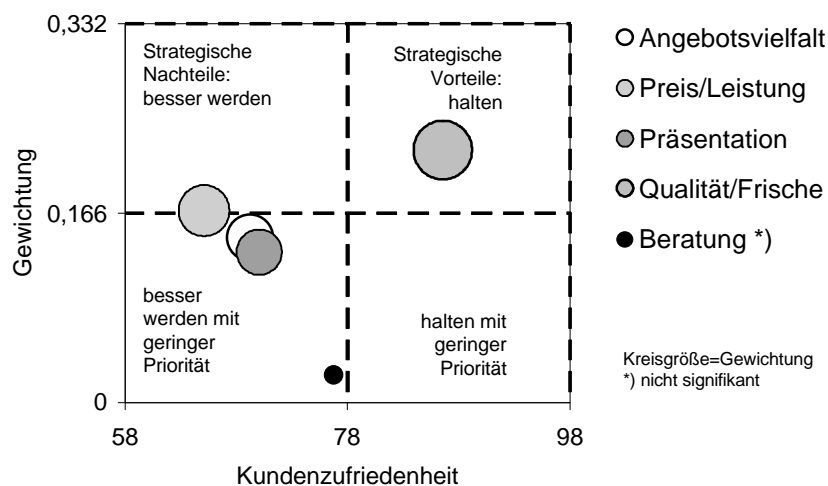 0,332
Strategische
Nachteile:
besser werden
Strategische
Vorteile:
halten
Angebotsvielfalt
Preis/Leistung
Präsentation
Qualität/Frische
Beratung *)
Gewichtung
0,166
besser
werden mit
geringer
Priorität
halten mit
geringer
Priorität
Kreisgröße=Gewichtung
*) nicht signifikant
0
58
78
98
Kundenzufriedenheit